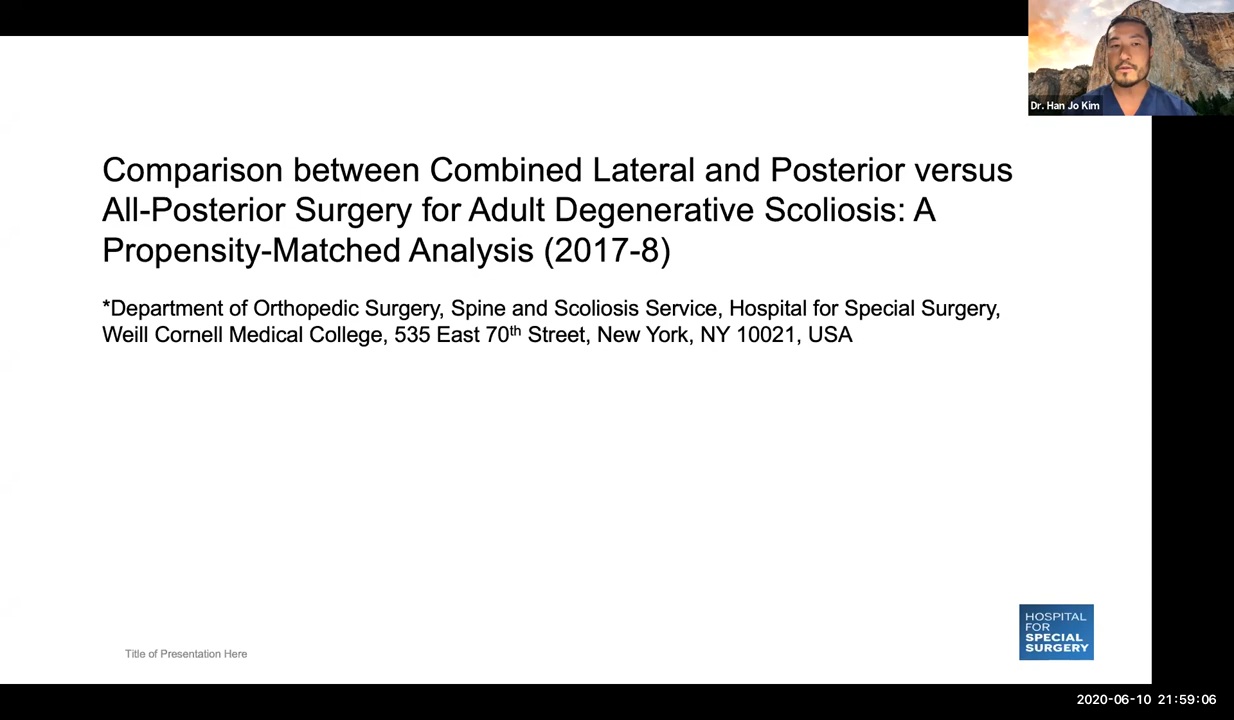 Dr. Han Jo Kim
Comparison between Combined Lateral and Posterior versus
All-Posterior Surgery for Adult Degenerative Scoliosis: A
Propensity-Matched Analysis (2017-8)
*Department of Orthopedic Surgery, Spine and Scoliosis Service, Hospital for Special Surgery,
Weill Cornell Medical College, 535 East 70th Street, New York, NY 10021, USA
HOSPITAL
FOR
SPECIAL
SURGERY
Title of Presentation Here
2020-06-10 21:59:06